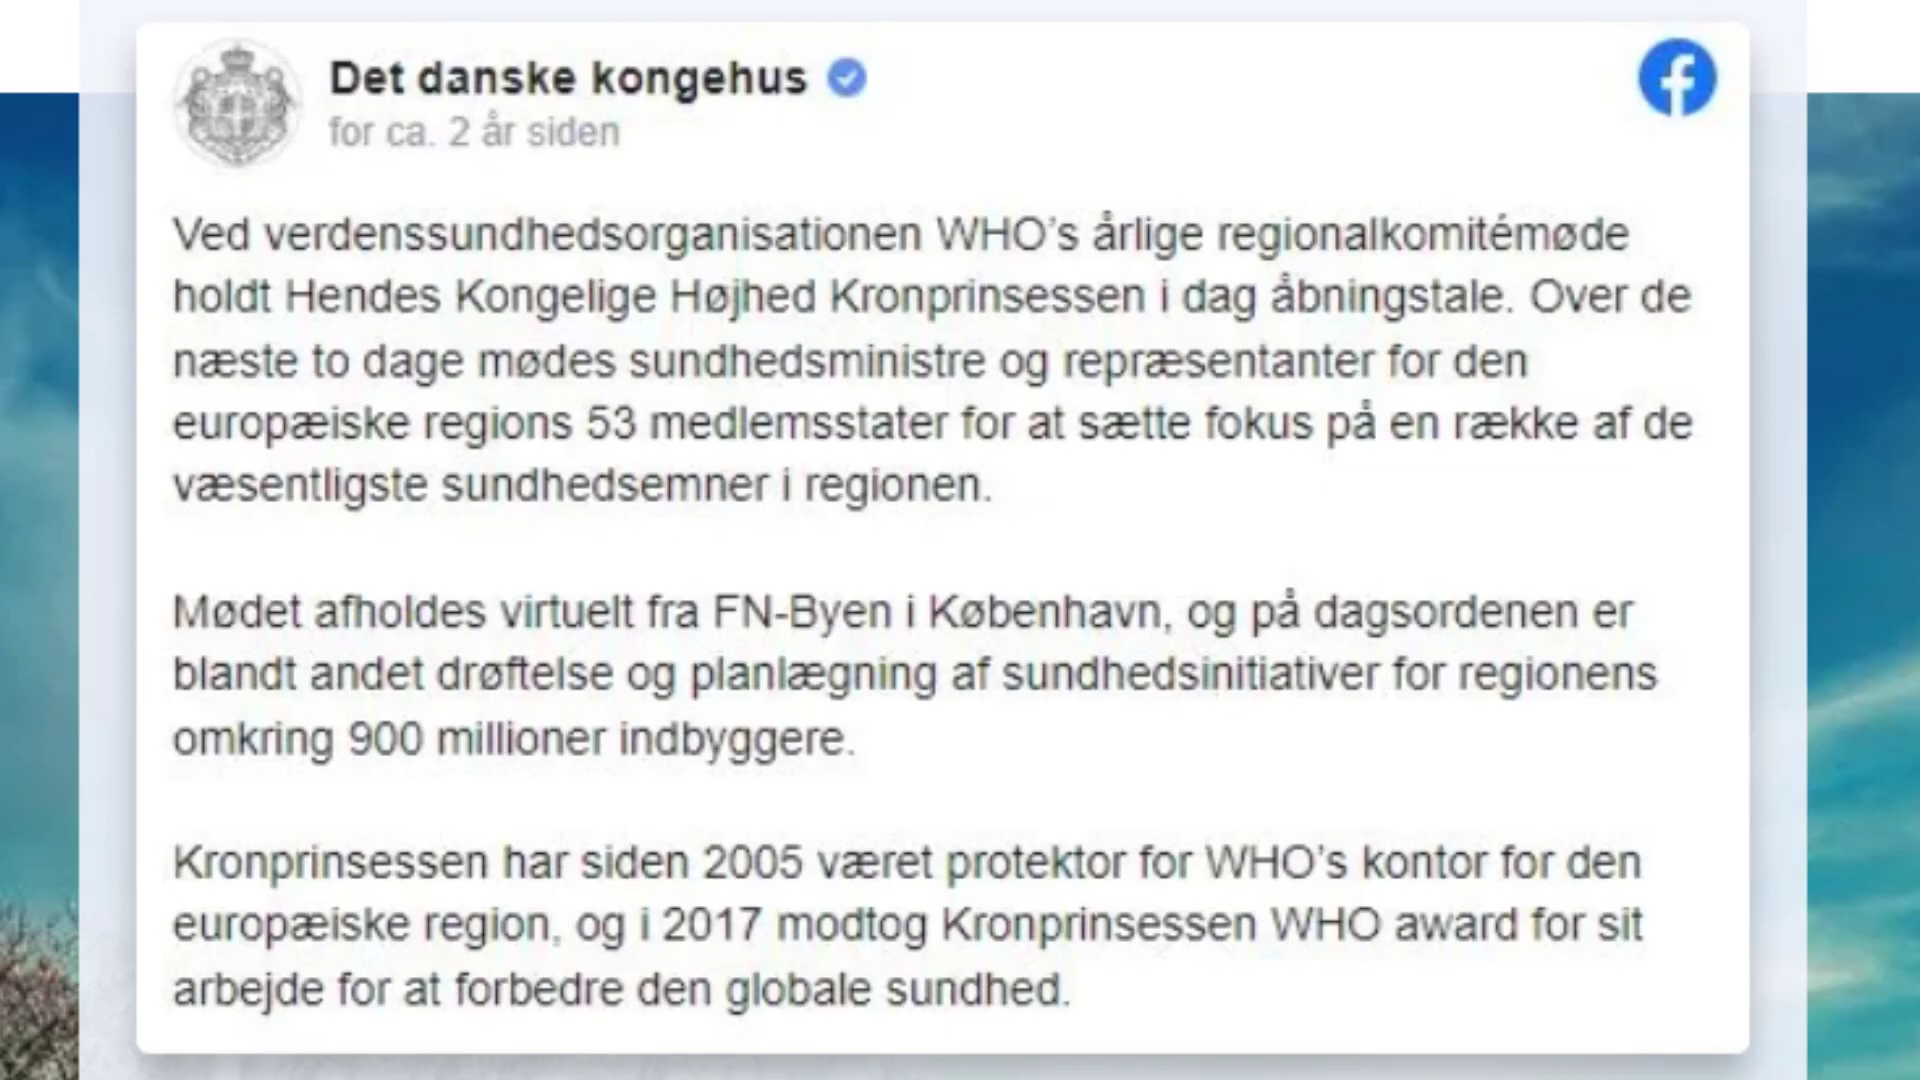 Det danske kongehus
for ca. 2 år siden
Ved verdenssundhedsorganisationen WHO's årlige regionalkomitémøde
holdt Hendes Kongelige Højhed Kronprinsessen i dag åbningstale. Over de
næste to dage mødes sundhedsministre og repræsentanter for den
europæiske regions 53 medlemsstater for at sætte fokus på en række af de
væsentligste sundhedsemner i regionen.
Mødet afholdes virtuelt fra FN-Byen i København, og på dagsordenen er
blandt andet drøftelse og planlægning af sundhedsinitiativer for regionens
omkring 900 millioner indbyggere.
Kronprinsessen har siden 2005 været protektor for WHO's kontor for den
europæiske region, og i 2017 modtog Kronprinsessen WHO award for sit
arbejde for at forbedre den globale sundhed.